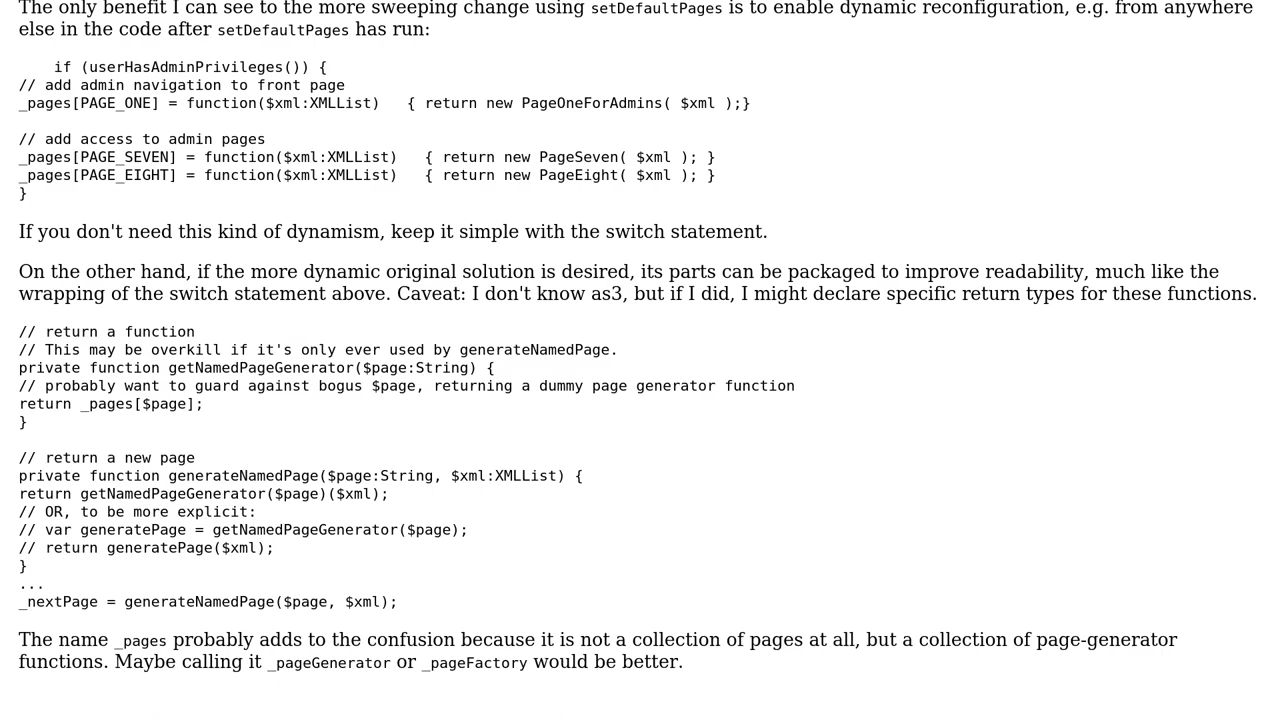 The only benefit I can see to the more sweeping change using setDefaultPages is to enable dynamic reconfiguration, e.g. from anywhere
else in the code after setDefaultPages has run:
if (userHasAdminPrivileges()) {
// add admin navigation to front page
_pages[PAGE_ONE] = function($xml:XMLList)   { return new PageOneForAdmins( $xml );}
// add access to admin pages
_pages[PAGE_SEVEN] = function($xml:XMLList)   { return new PageSeven( $xml ); }
_pages[PAGE_EIGHT] = function($xml:XMLList)   { return new PageEight( $xml ); }
}
If you don't need this kind of dynamism, keep it simple with the switch statement.
On the other hand, if the more dynamic original solution is desired, its parts can be packaged to improve readability, much like the
wrapping of the switch statement above. Caveat: I don't know as3, but if I did, I might declare specific return types for these functions.
// return a function
// This may be overkill if it's only ever used by generateNamedPage.
private function getNamedPageGenerator($page:String) {
// probably want to guard against bogus $page, returning a dummy page generator function
return _pages[$page];
}
// return a new page
private function generateNamedPage($page:String, $xml:XMLList) {
return getNamedPageGenerator($page)($xml);
// OR, to be more explicit:
// var generatePage = getNamedPageGenerator($page);
// return generatePage($xml);
}
...
_nextPage = generateNamedPage($page, $xml);
The name _pages probably adds to the confusion because it is not a collection of pages at all, but a collection of page-generator
functions. Maybe calling it _pageGenerator or _pageFactory would be better.